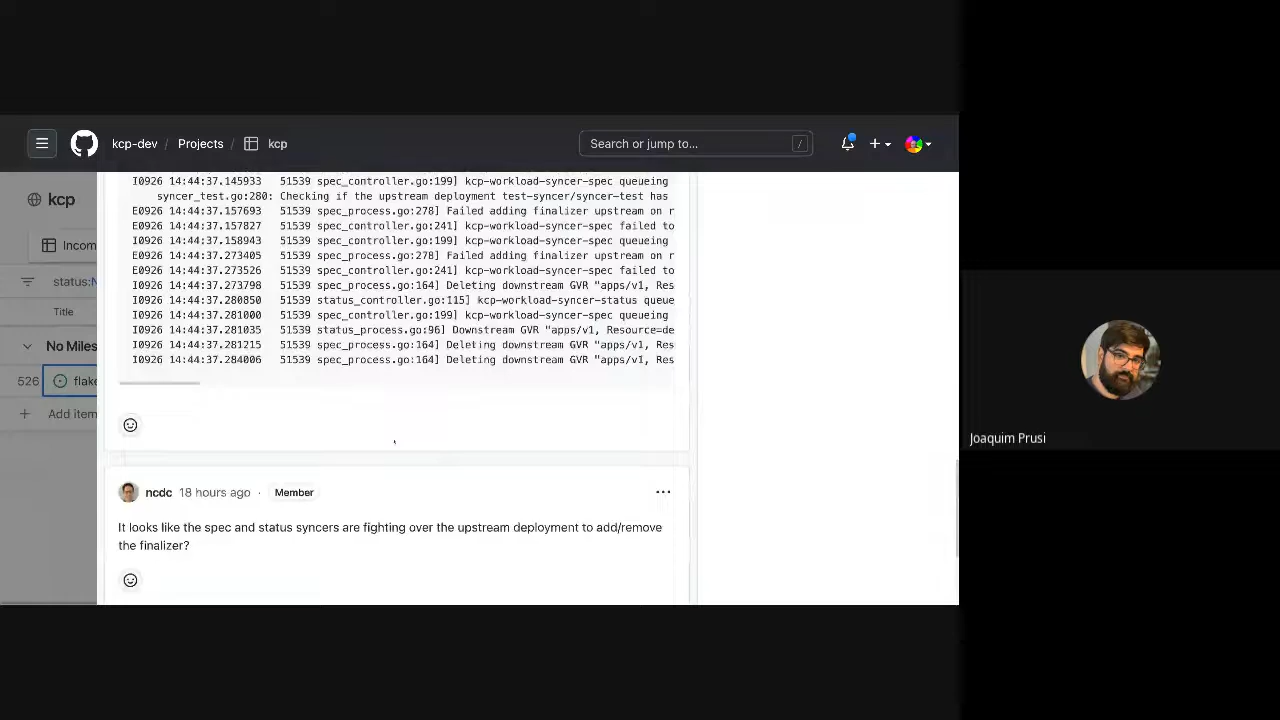 kcp-dev / Projects / kcp
Search or jump to... /
kcp
Incom
status:N
Title
No Miles
526 flake
Add item
I0926 14:44:37.145933 51539 spec_controller.go:199] kcp-workload-syncer-spec queueing
syncer_test.go:280: Checking if the upstream deployment test-syncer/syncer-test has
E0926 14:44:37.157693 51539 spec_process.go:278] Failed adding finalizer upstream on r
E0926 14:44:37.157827 51539 spec_process.go:241] kcp-workload-syncer-spec failed to
I0926 14:44:37.158943 51539 spec_controller.go:199] kcp-workload-syncer-spec queueing
E0926 14:44:37.273405 51539 spec_process.go:278] Failed adding finalizer upstream on r
E0926 14:44:37.273526 51539 spec_controller.go:241] kcp-workload-syncer-spec failed to
I0926 14:44:37.273798 51539 spec_process.go:164] Deleting downstream GVR "apps/v1, Res
I0926 14:44:37.280850 51539 status_controller.go:115] kcp-workload-syncer-status queue
I0926 14:44:37.281000 51539 spec_controller.go:199] kcp-workload-syncer-spec queueing
I0926 14:44:37.281035 51539 status_process.go:96] Downstream GVR "apps/v1, Resource=de
I0926 14:44:37.281215 51539 spec_process.go:164] Deleting downstream GVR "apps/v1, Res
I0926 14:44:37.284006 51539 spec_process.go:164] Deleting downstream GVR "apps/v1, Res
ncdc 18 hours ago · Member
It looks like the spec and status syncers are fighting over the upstream deployment to add/remove
the finalizer?
Joaquim Prusi